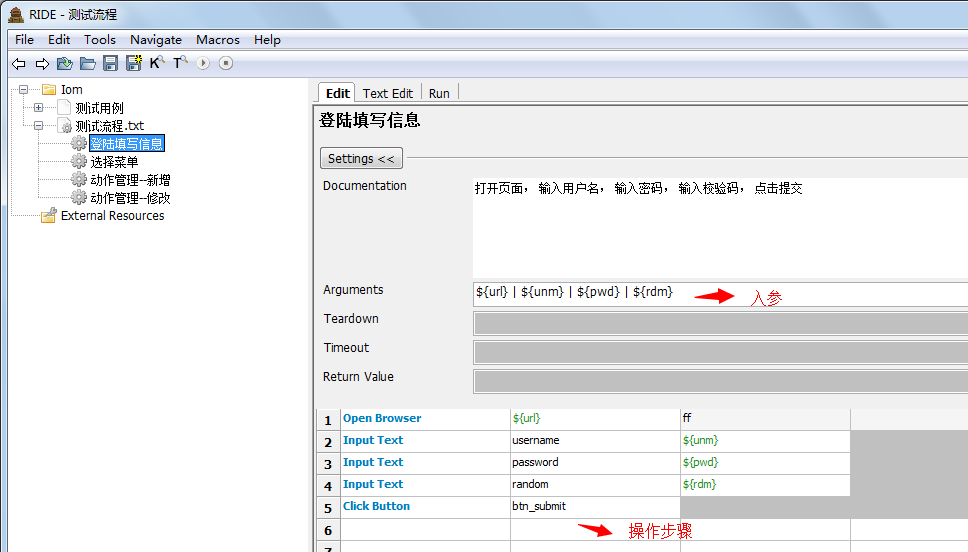 RIDE - 测试流程
File Edit Tools Navigate Macros Help
K T
Iom
测试用例
测试流程.txt
登陆填写信息
选择菜单
动作管理--新增
动作管理--修改
External Resources
Edit Text Edit Run
登陆填写信息
Settings <<
Documentation 打开页面， 输入用户名， 输入密码， 输入校验码， 点击提交
Arguments ${url} | ${unm} | ${pwd} | ${rdm} 入参
Teardown
Timeout
Return Value
1 Open Browser ${url} ff
2 Input Text username ${unm}
3 Input Text password ${pwd}
4 Input Text random ${rdm}
5 Click Button btn_submit
6 操作步骤
7